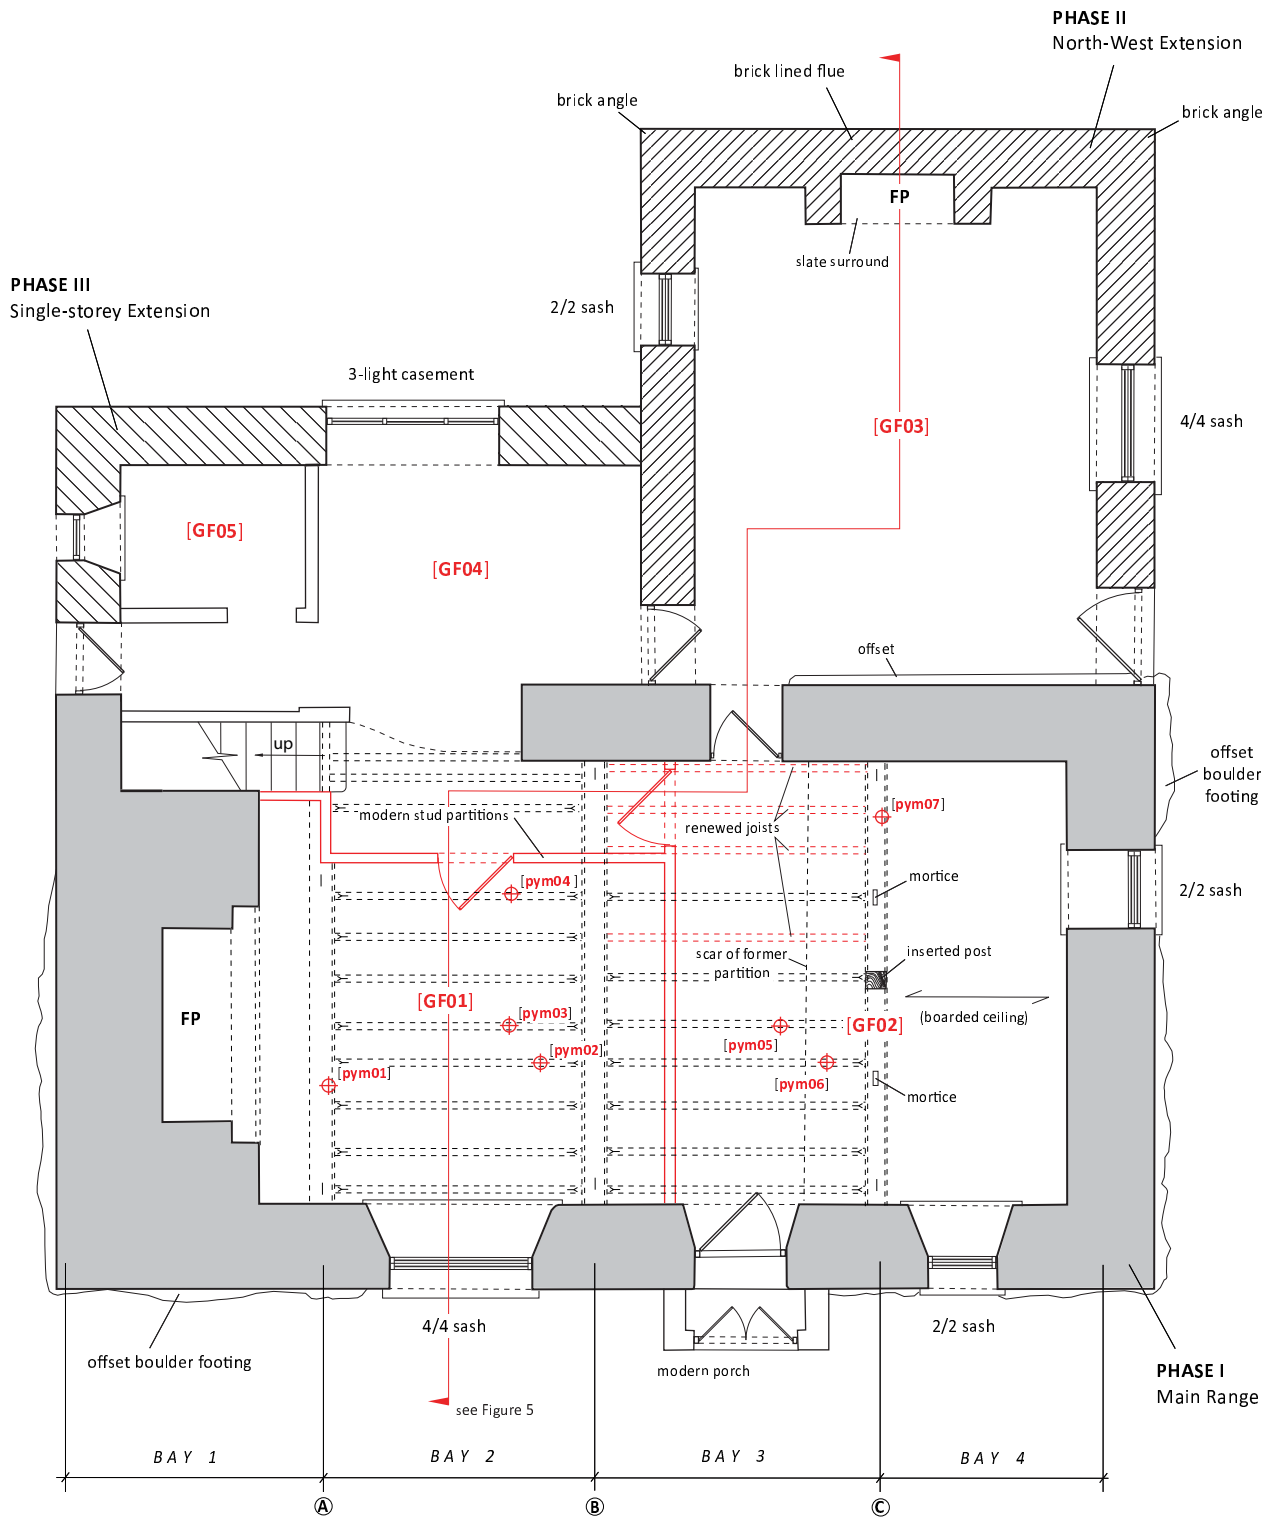 PHASE II
North-West Extension
brick lined flue
brick angle
brick angle
FP
slate surround
PHASE III
Single-storey Extension
2/2 sash
3-light casement
4/4 sash
[GF03]
[GF05]
[GF04]
offset
up
offset
boulder
footing
[pym07]
modern stud partitions
renewed joists
mortice
[pym04]
2/2 sash
scar of former
partition
inserted post
[GF01]
FP
[pym03]
[GF02]
(boarded ceiling)
[pym02]
[pym05]
[pym01]
[pym06]
mortice
4/4 sash
2/2 sash
offset boulder footing
modern porch
PHASE I
Main Range
see Figure 5
BAY 1
BAY 2
BAY 3
BAY 4
A
B
C